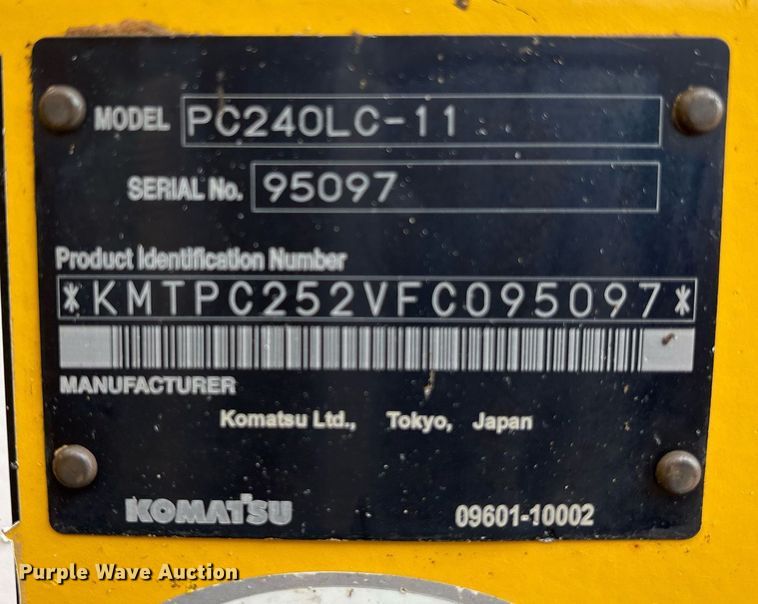 MODEL PC240LC-11
SERIAL No. 95097
Product Identification Number
*KMTPC252VFC095097*
MANUFACTURER
Komatsu Ltd., Tokyo, Japan
KOMATSU 09601-10002
Purple Wave Auction